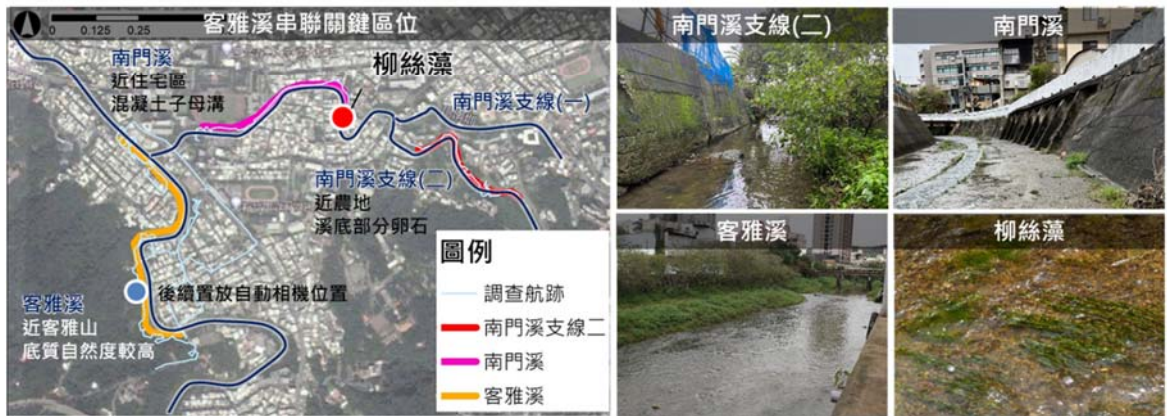 客雅溪串聯關鍵區位
0 0.125 0.25
南門溪
近住宅區
混凝土子母溝
柳絲藻
南門溪支線(一)
南門溪支線(二)
近農地
溪底部分卵石
後續置放自動相機位置
客雅溪
近客雅山
底質自然度較高
圖例
調查航跡
南門溪支線二
南門溪
客雅溪
南門溪支線(二)
南門溪
客雅溪
柳絲藻